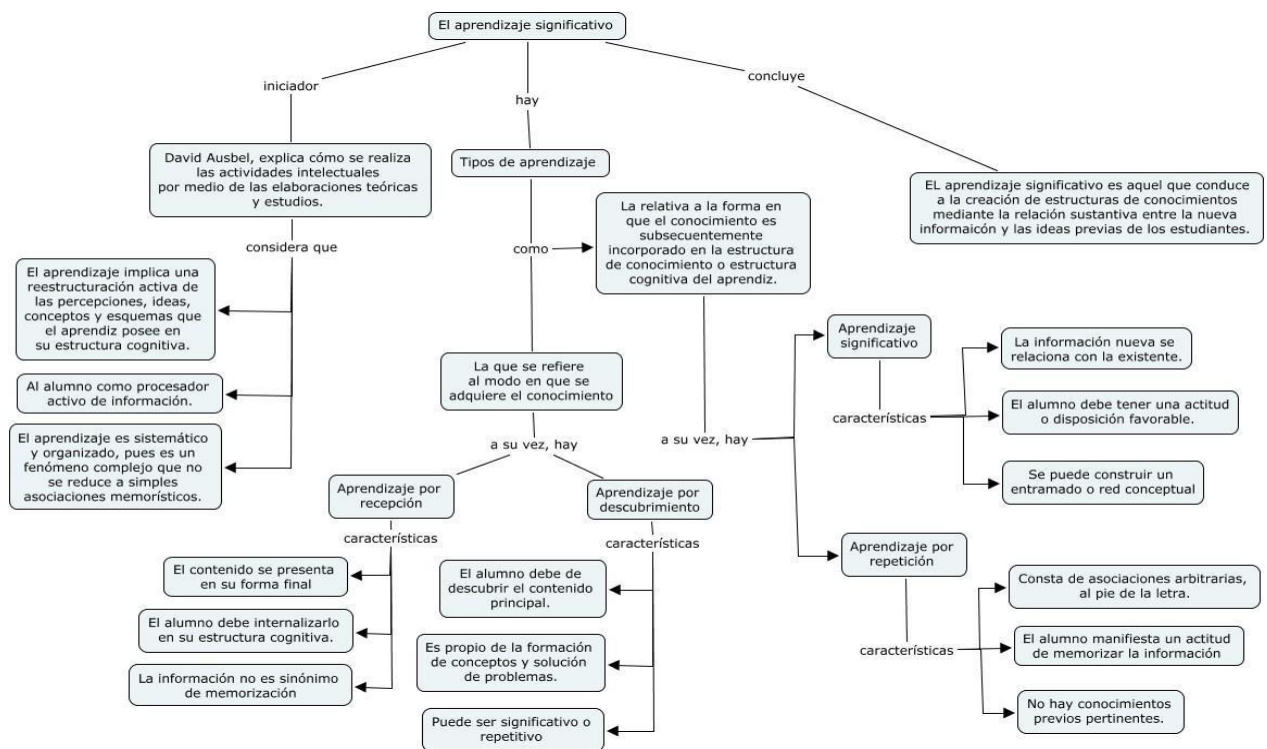 El aprendizaje significativo
iniciador
hay
concluye
David Ausbel, explica cómo se realiza
las actividades intelectuales
por medio de las elaboraciones teóricas
y estudios.
considera que
El aprendizaje implica una
reestructuración activa de
las percepciones, ideas,
conceptos y esquemas que
el aprendiz posee en
su estructura cognitiva.
Al alumno como procesador
activo de información.
El aprendizaje es sistemático
y organizado, pues es un
fenómeno complejo que no
se reduce a simples
asociaciones memorísticos.
Tipos de aprendizaje
como
La relativa a la forma en
que el conocimiento es
subsecuentemente
incorporado en la estructura
de conocimiento o estructura
cognitiva del aprendiz.
La que se refiere
al modo en que se
adquiere el conocimiento
a su vez, hay
Aprendizaje por
recepción
características
El contenido se presenta
en su forma final
El alumno debe internalizarlo
en su estructura cognitiva.
La información no es sinónimo
de memorización
Aprendizaje por
descubrimiento
características
El alumno debe de
descubrir el contenido
principal.
Es propio de la formación
de conceptos y solución
de problemas.
Puede ser significativo o
repetitivo
a su vez, hay
Aprendizaje
significativo
características
La información nueva se
relaciona con la existente.
El alumno debe tener una actitud
o disposición favorable.
Se puede construir un
entramado o red conceptual
Aprendizaje por
repetición
características
Consta de asociaciones arbitrarias,
al pie de la letra.
El alumno manifiesta un actitud
de memorizar la información
No hay conocimientos
previos pertinentes.
EL aprendizaje significativo es aquel que conduce
a la creación de estructuras de conocimientos
mediante la relación sustantiva entre la nueva
informaicón y las ideas previas de los estudiantes.